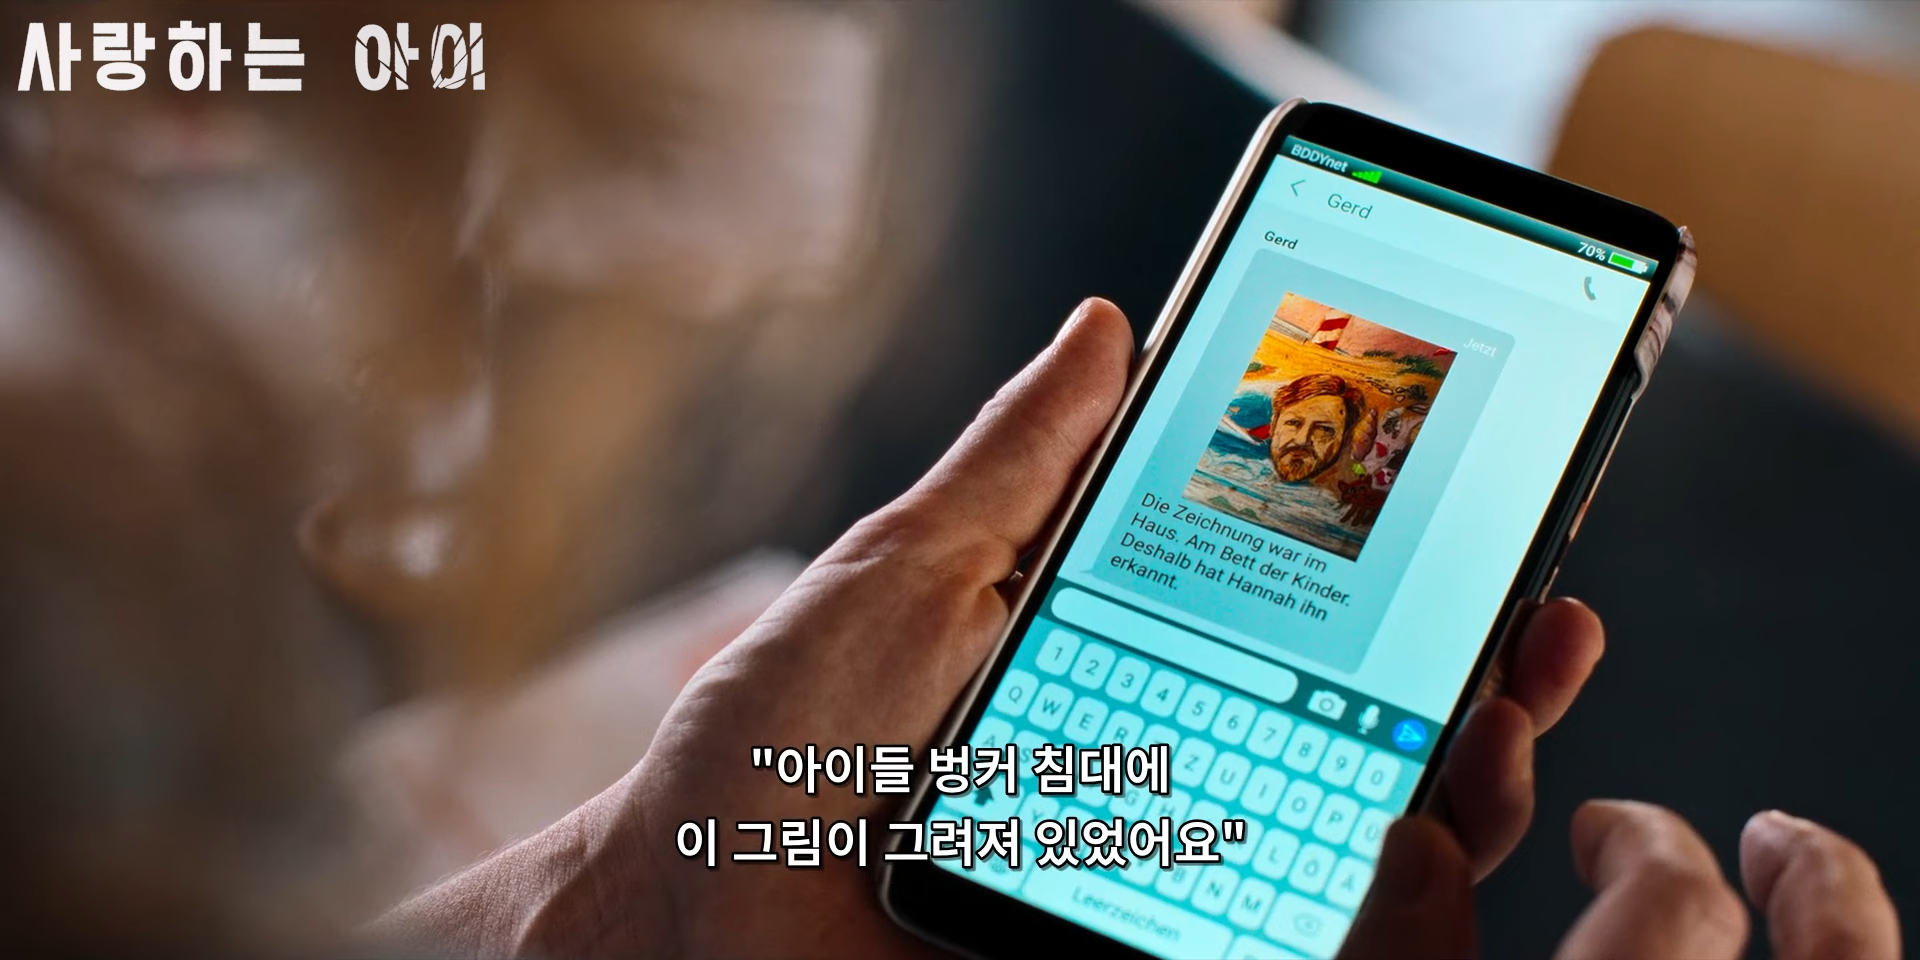 사랑하는 아이
BDDYnet
70%
Gerd
Gerd
Jetzt
Die Zeichnung war im
Haus. Am Bett der Kinder.
Deshalb hat Hannah ihn
erkannt.
1 2 3 4 5 6 7 8 9 0
Q W E R Z U I O P Ü
A S G H L Ö Ä
Y B N M
Leerzeichen
"아이들 벙커 침대에
이 그림이 그려져 있었어요"